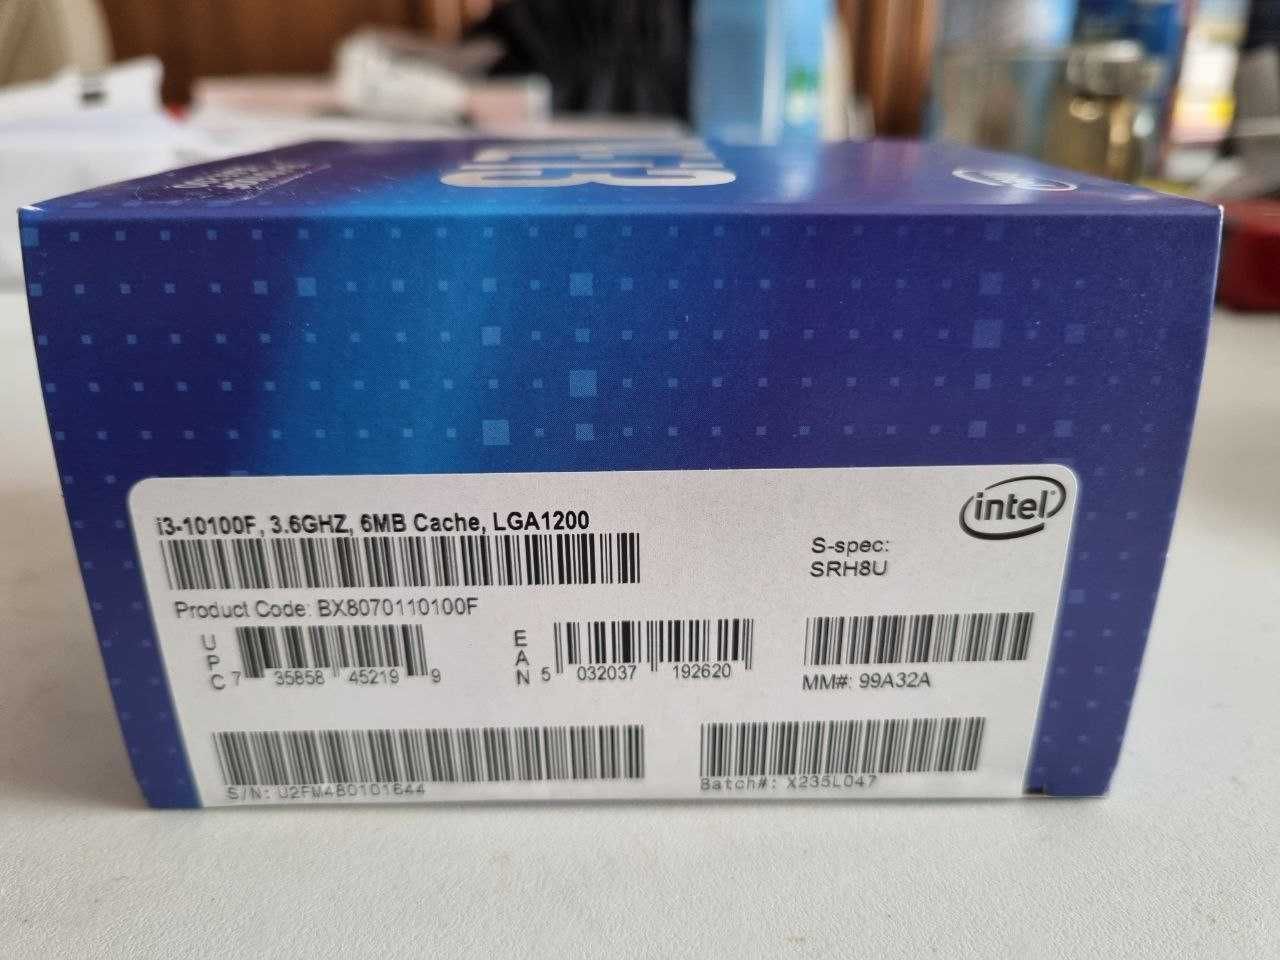 i3-10100F, 3.6GHZ, 6MB Cache, LGA1200
intel
S-spec:
SRH8U
Product Code: BX8070110100F
UPC 7 35858 45219 9
EAN 5 032037 192620
MM#: 99A32A
S/N: U2FM480101644
Batch#: X235L047